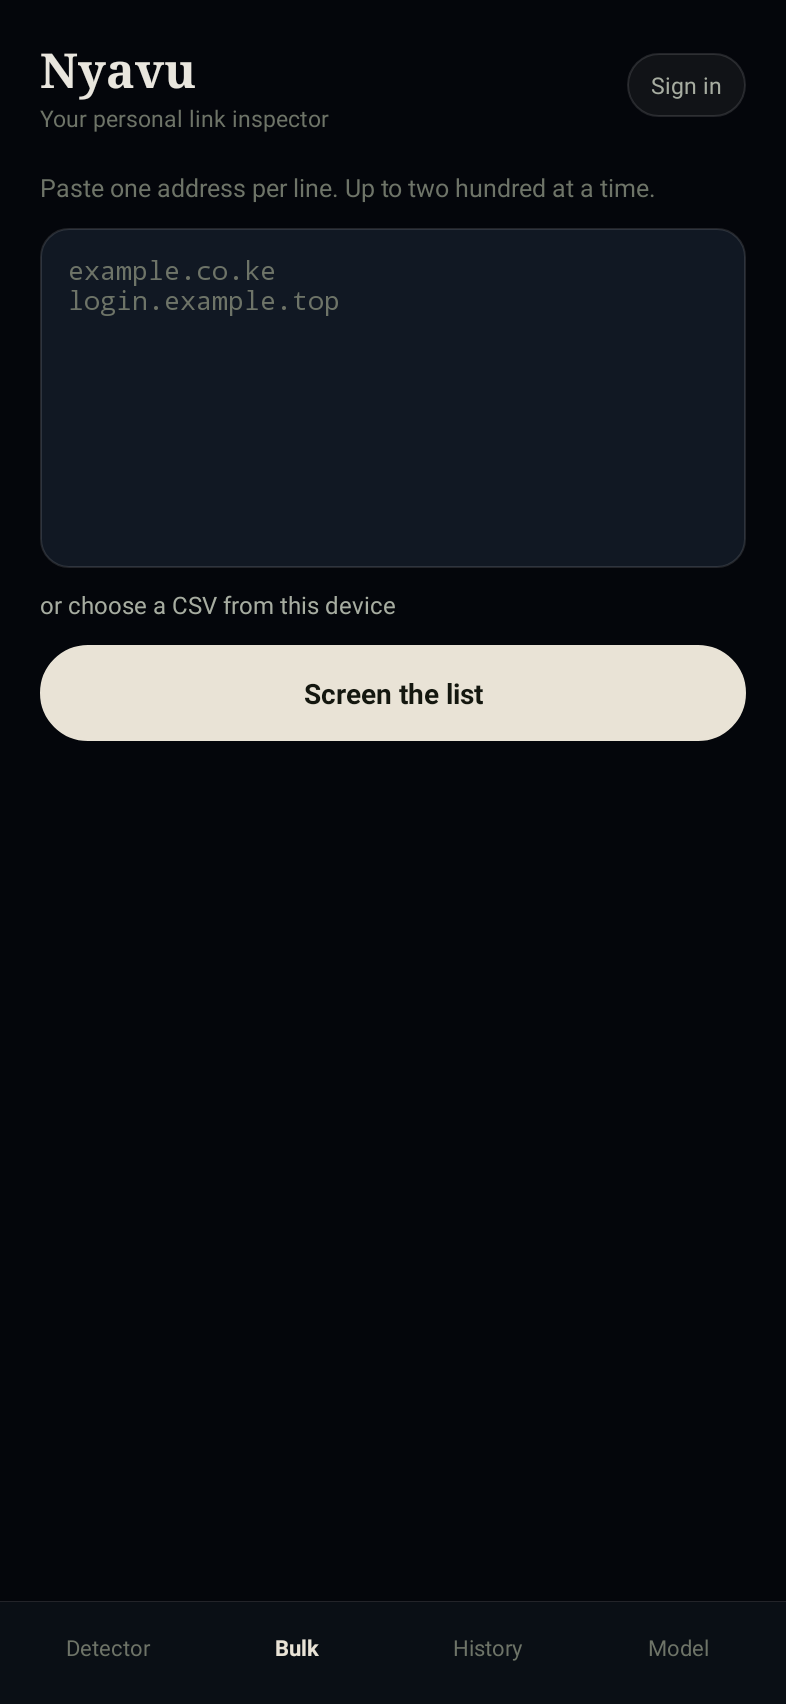 Nyavu
Your personal link inspector
Sign in
Paste one address per line. Up to two hundred at a time.
example.co.ke
login.example.top
or choose a CSV from this device
Screen the list
Detector
Bulk
History
Model